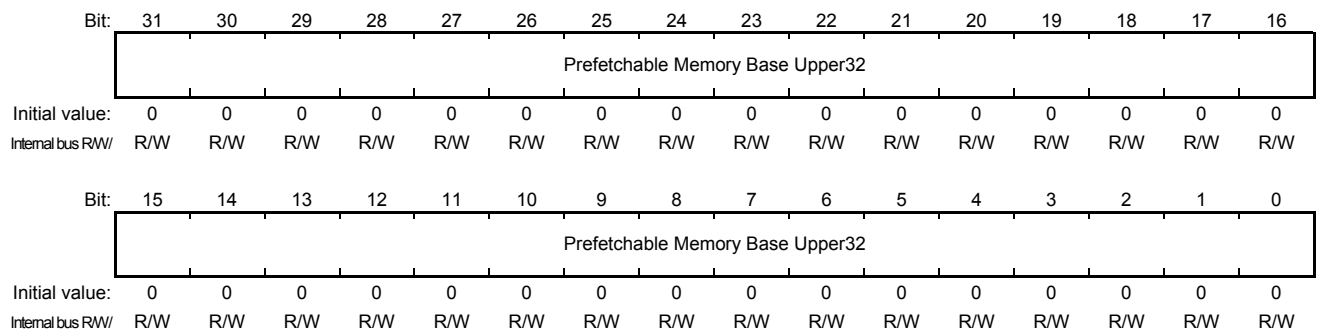 Bit: 31 30 29 28 27 26 25 24 23 22 21 20 19 18 17 16
Prefetchable Memory Base Upper32
Initial value: 0 0 0 0 0 0 0 0 0 0 0 0 0 0 0 0
Internal bus R/W/ R/W R/W R/W R/W R/W R/W R/W R/W R/W R/W R/W R/W R/W R/W R/W R/W
Bit: 15 14 13 12 11 10 9 8 7 6 5 4 3 2 1 0
Prefetchable Memory Base Upper32
Initial value: 0 0 0 0 0 0 0 0 0 0 0 0 0 0 0 0
Internal bus R/W/ R/W R/W R/W R/W R/W R/W R/W R/W R/W R/W R/W R/W R/W R/W R/W R/W